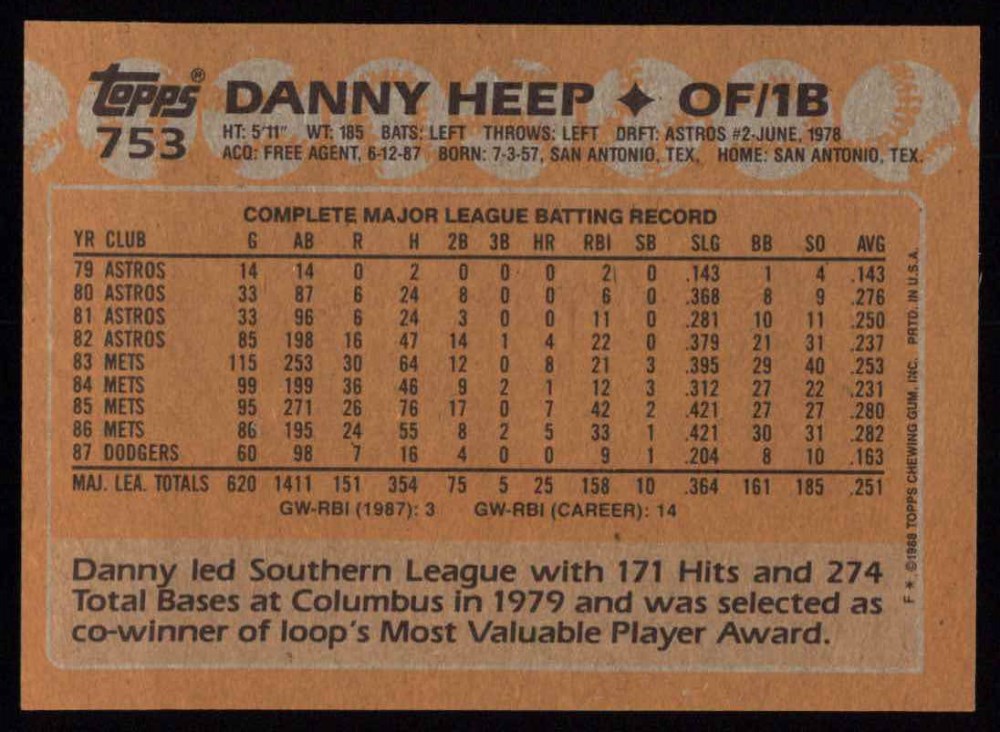 Topps® DANNY HEEP ✦ OF/1B
753 HT: 5'11" WT: 185 BATS: LEFT THROWS: LEFT DRFT: ASTROS #2-JUNE, 1978
ACQ: FREE AGENT, 6-12-87 BORN: 7-3-57, SAN ANTONIO, TEX. HOME: SAN ANTONIO, TEX.
COMPLETE MAJOR LEAGUE BATTING RECORD
YR CLUB G AB R H 2B 3B HR RBI SB SLG BB SO AVG
79 ASTROS 14 14 0 2 0 0 0 2 0 .143 1 4 .143
80 ASTROS 33 87 6 24 8 0 0 6 0 .368 8 9 .276
81 ASTROS 33 96 6 24 3 0 0 11 0 .281 10 11 .250
82 ASTROS 85 198 16 47 14 1 4 22 0 .379 21 31 .237
83 METS 115 253 30 64 12 0 8 21 3 .395 29 40 .253
84 METS 99 199 36 46 9 2 1 12 3 .312 27 22 .231
85 METS 95 271 26 76 17 0 7 42 2 .421 27 27 .280
86 METS 86 195 24 55 8 2 5 33 1 .421 30 31 .282
87 DODGERS 60 98 7 16 4 0 0 9 1 .204 8 10 .163
MAJ. LEA. TOTALS 620 1411 151 354 75 5 25 158 10 .364 161 185 .251
GW-RBI (1987): 3 GW-RBI (CAREER): 14
Danny led Southern League with 171 Hits and 274
Total Bases at Columbus in 1979 and was selected as
co-winner of loop's Most Valuable Player Award.
F✶ ©1988 TOPPS CHEWING GUM, INC. PRTD. IN U.S.A.